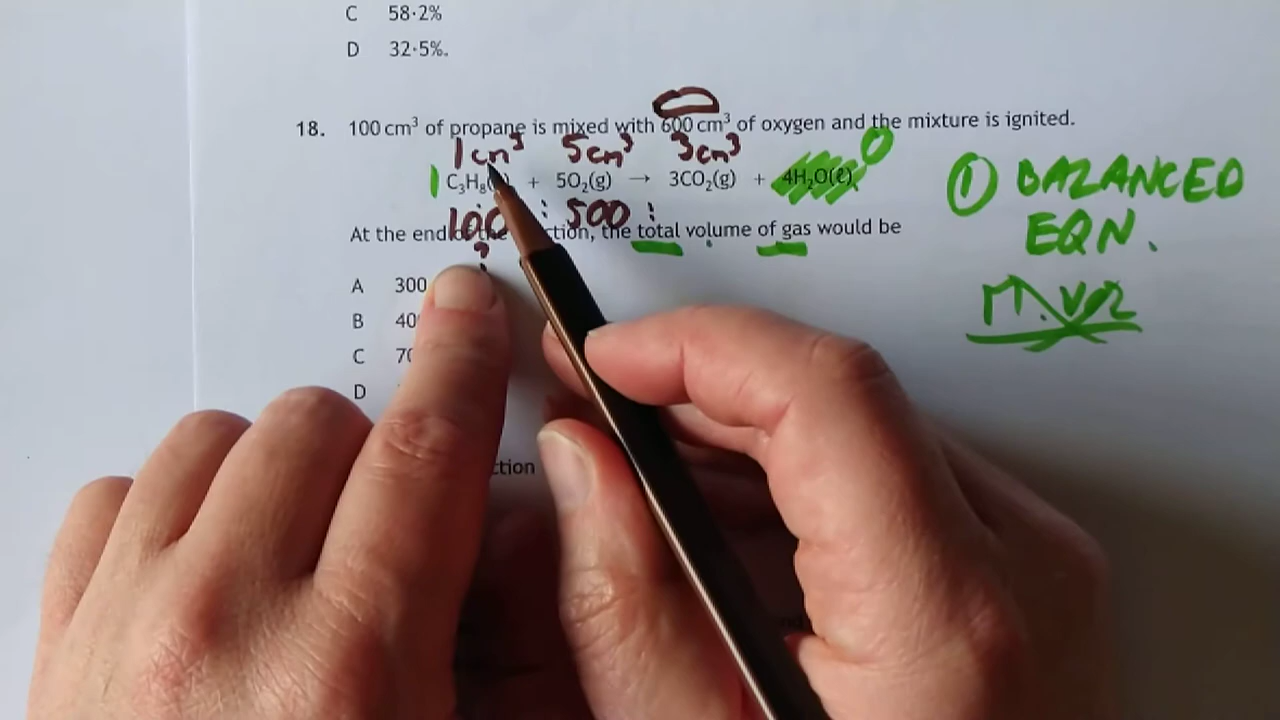 C 58·2%
D 32·5%.
18. 100 cm³ of propane is mixed with 600 cm³ of oxygen and the mixture is ignited.
1cm³ 5cm³ 3cm³
1 C₃H₈( ) + 5O₂(g) → 3CO₂(g) + 4H₂O(ℓ)
100 : 500 :
At the end of the ction, the total volume of gas would be
A 300
B 40
C 70
D
ction
① BALANCED
EQN.